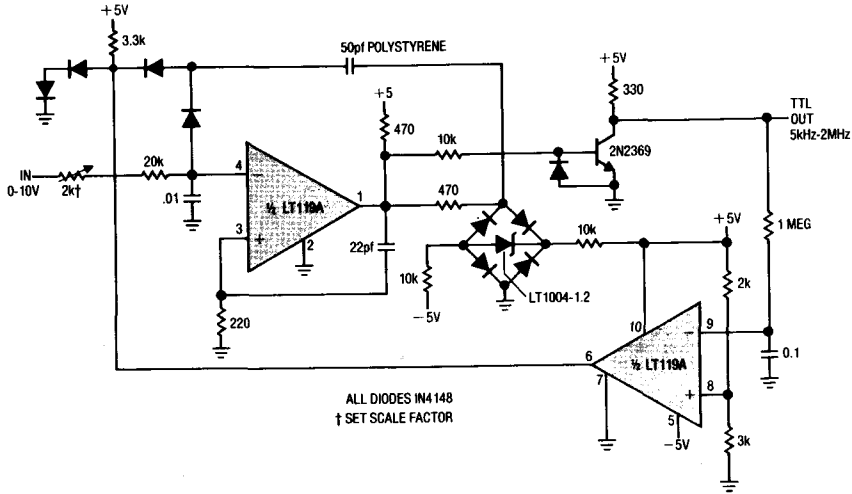 +5V
3.3k
50pf POLYSTYRENE
+5
470
+5V
330
TTL
OUT
5kHz-2MHz
10k
2N2369
IN
0-10V
2k†
20k
4
−
.01
½ LT119A
1
3
+
2
22pf
470
220
10k
−5V
LT1004-1.2
10k
+5V
1 MEG
2k
10
9
−
6
½ LT119A
0.1
7
8
+
5
−5V
3k
ALL DIODES IN4148
† SET SCALE FACTOR